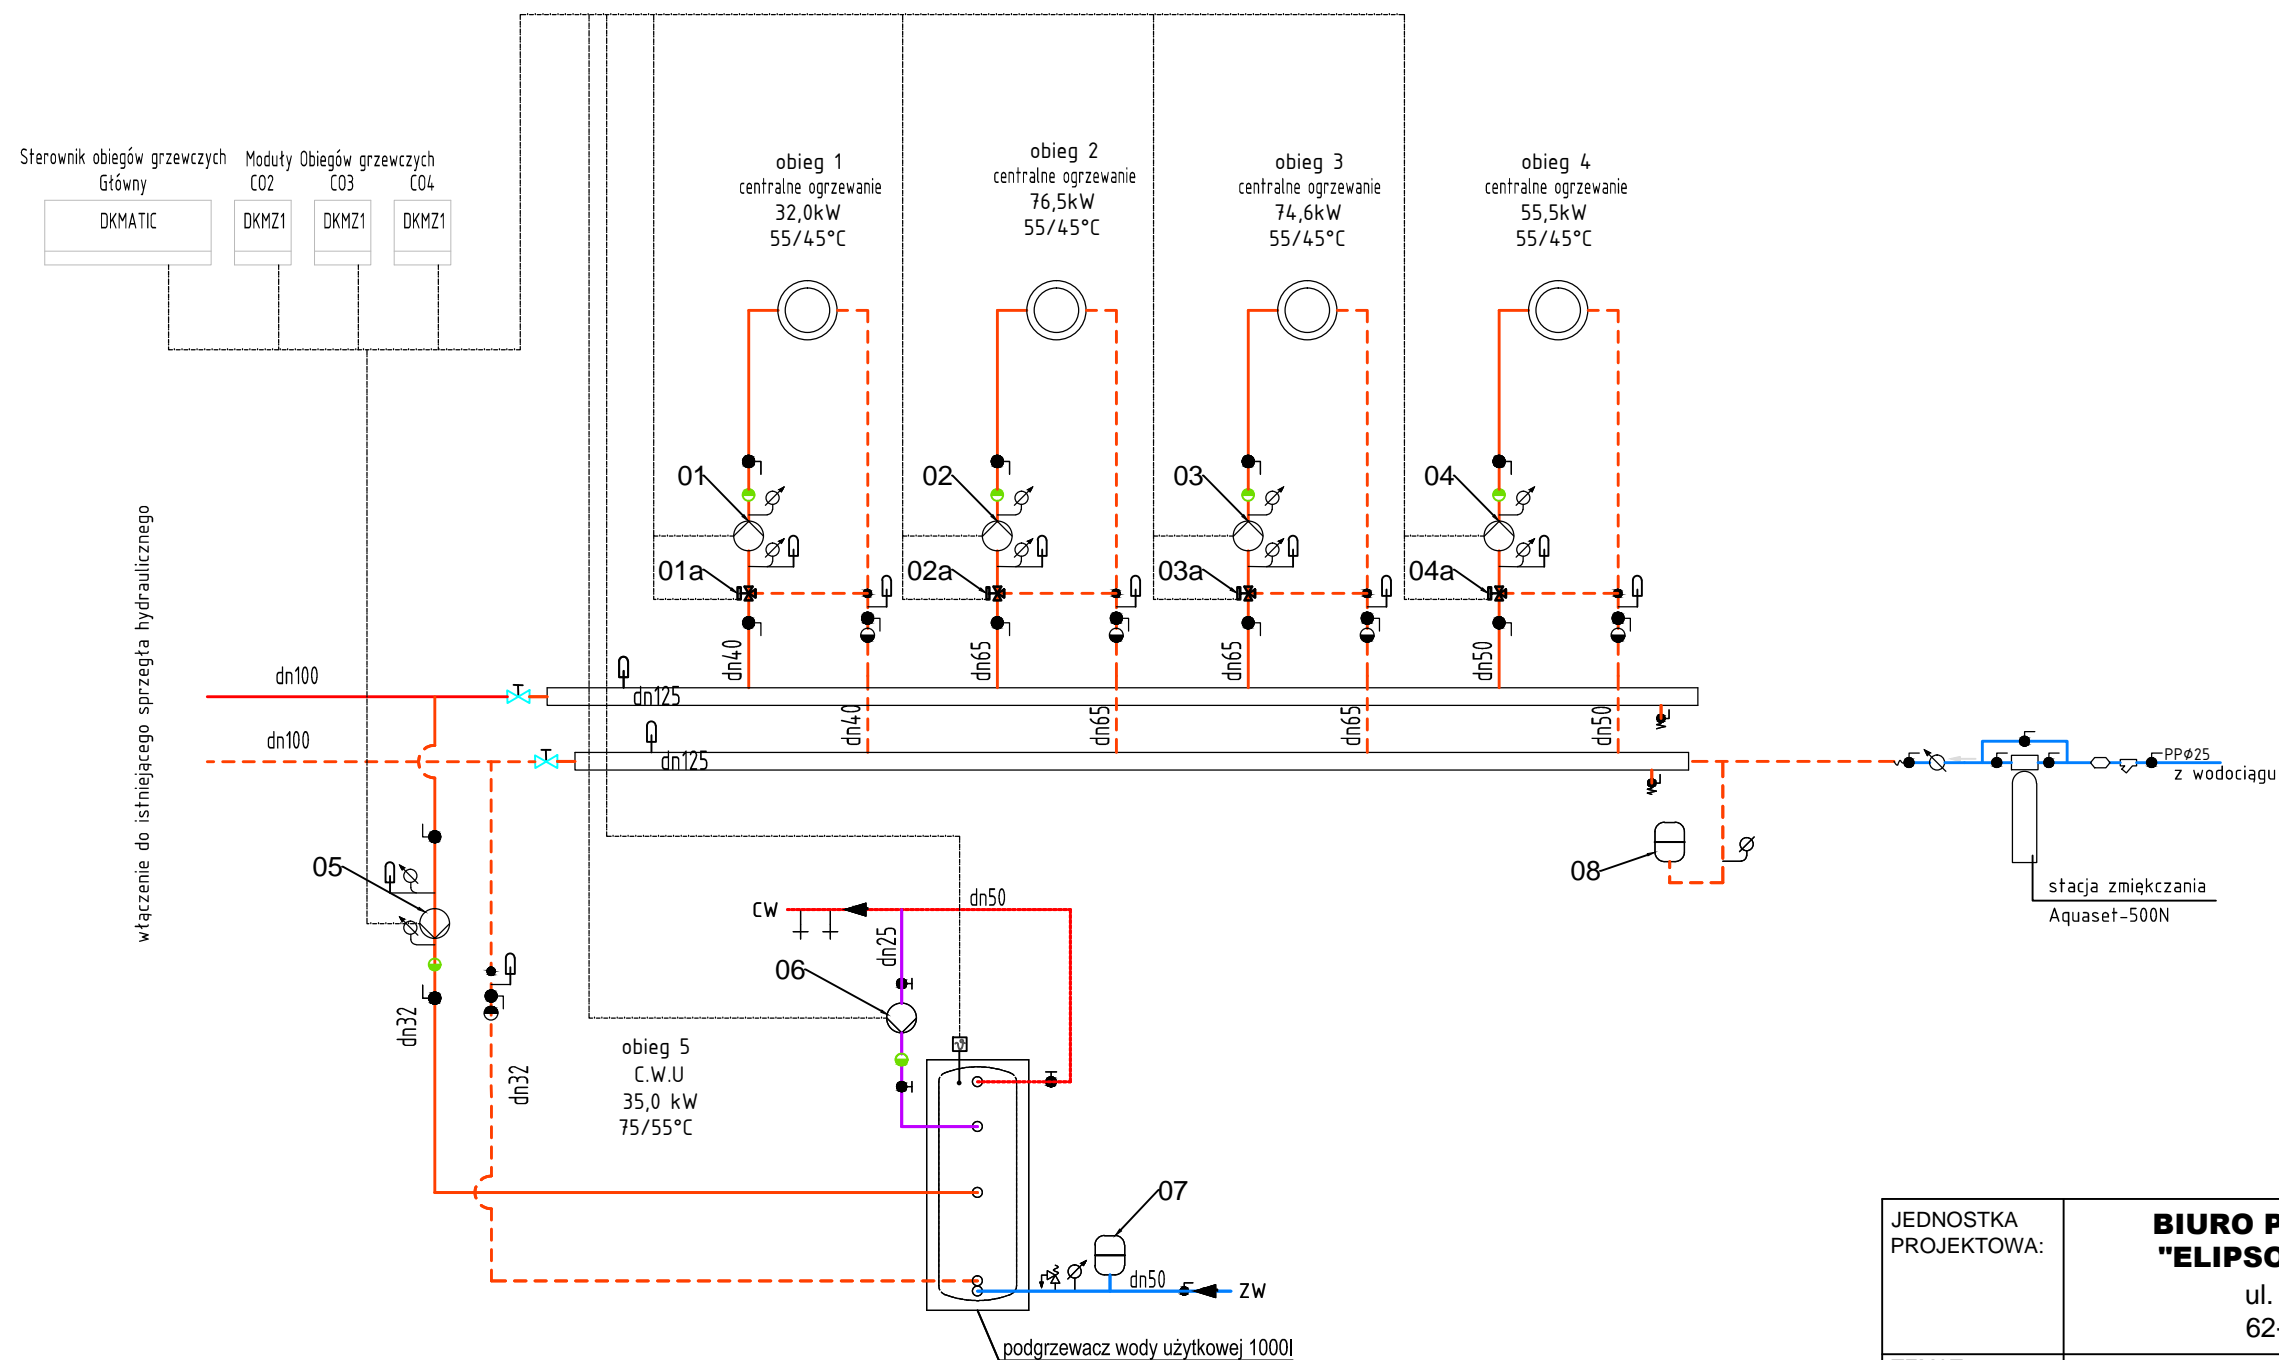 Sterownik obiegów grzewczych
Główny
DKMATIC
Moduły Obiegów grzewczych
CO2 CO3 CO4
DKMZ1 DKMZ1 DKMZ1
obieg 1
centralne ogrzewanie
32,0kW
55/45°C
obieg 2
centralne ogrzewanie
76,5kW
55/45°C
obieg 3
centralne ogrzewanie
74,6kW
55/45°C
obieg 4
centralne ogrzewanie
55,5kW
55/45°C
01
02
03
04
01a
02a
03a
04a
włączenie do istniejącego sprzęgła hydraulicznego
dn40
dn65
dn65
dn50
dn100
dn125
dn40
dn65
dn65
dn50
dn100
dn125
PPø25
z wodociągu
stacja zmiękczania
Aquaset-500N
08
05
CW
dn50
dn25
06
dn32
dn32
obieg 5
C.W.U
35,0 kW
75/55°C
07
dn50
ZW
podgrzewacz wody użytkowej 1000l
JEDNOSTKA
PROJEKTOWA:
BIURO P
"ELIPSO
ul.
62-